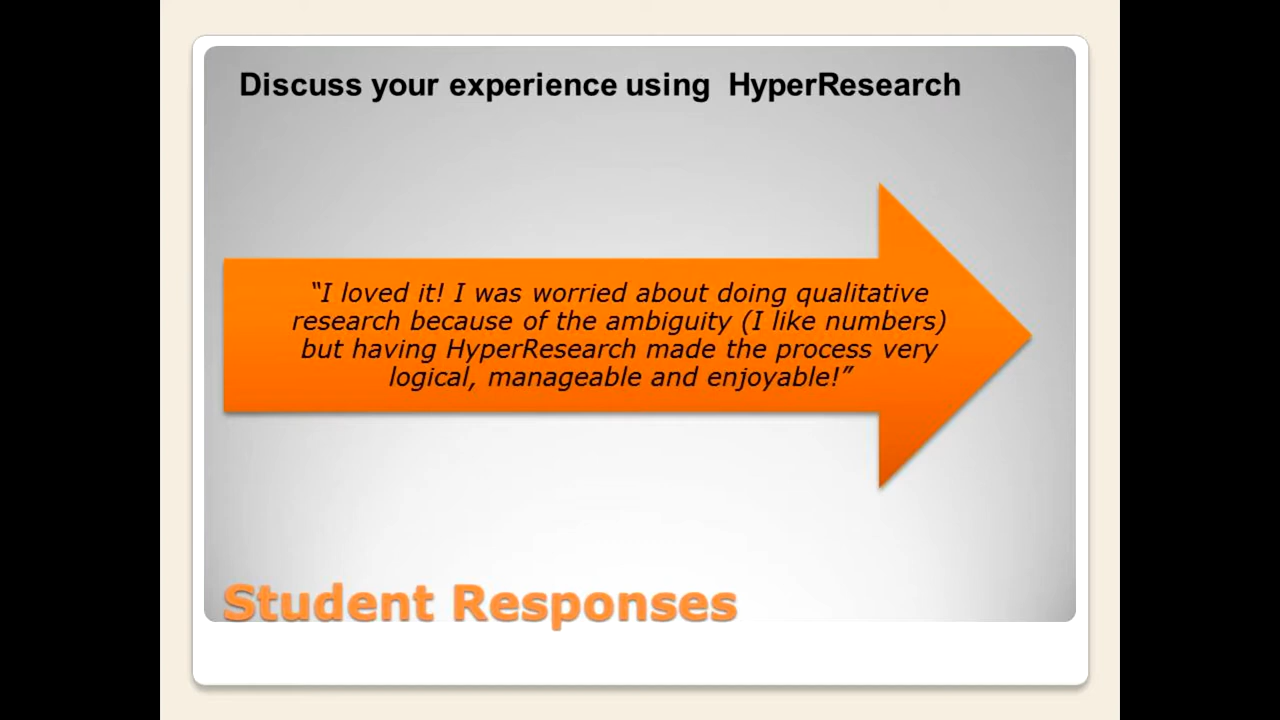 Discuss your experience using  HyperResearch
“I loved it! I was worried about doing qualitative
research because of the ambiguity (I like numbers)
but having HyperResearch made the process very
logical, manageable and enjoyable!”
Student Responses